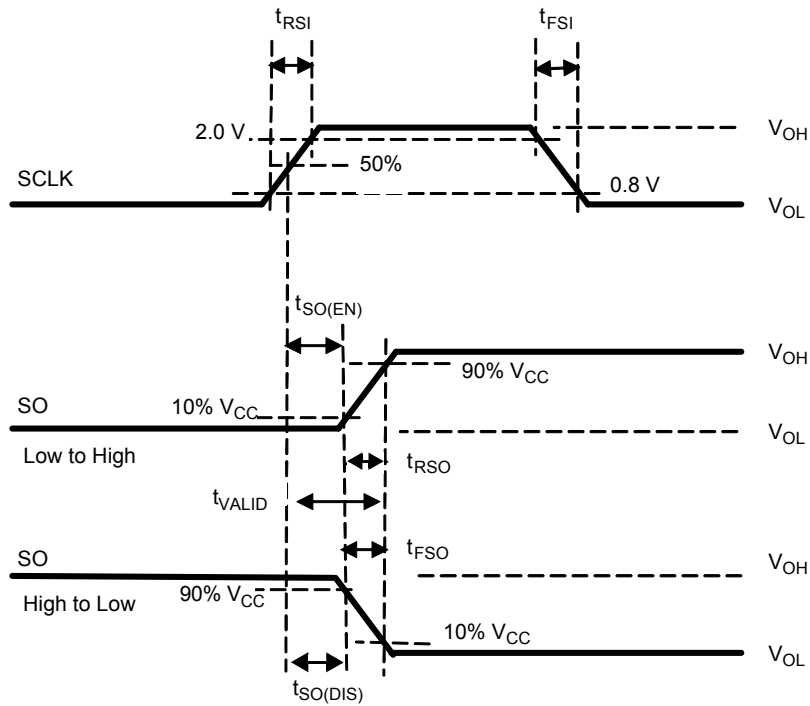 tRSI
tFSI
2.0 V
VOH
50%
SCLK
0.8 V
VOL
tSO(EN)
VOH
90% VCC
10% VCC
SO
VOL
Low to High
tRSO
tVALID
tFSO
SO
VOH
90% VCC
High to Low
10% VCC
VOL
tSO(DIS)